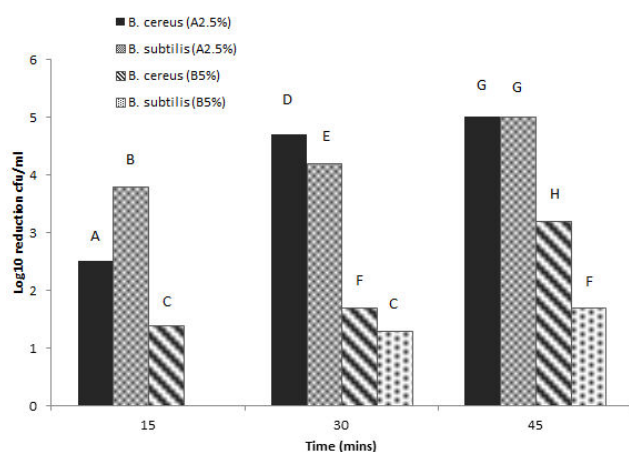 B. cereus (A2.5%)
B. subtilis (A2.5%)
B. cereus (B5%)
B. subtilis (B5%)
Log10 reduction cfu/ml
6
5
4
3
2
1
0
A
B
C
D
E
F
C
G
G
H
F
15
30
45
Time (mins)